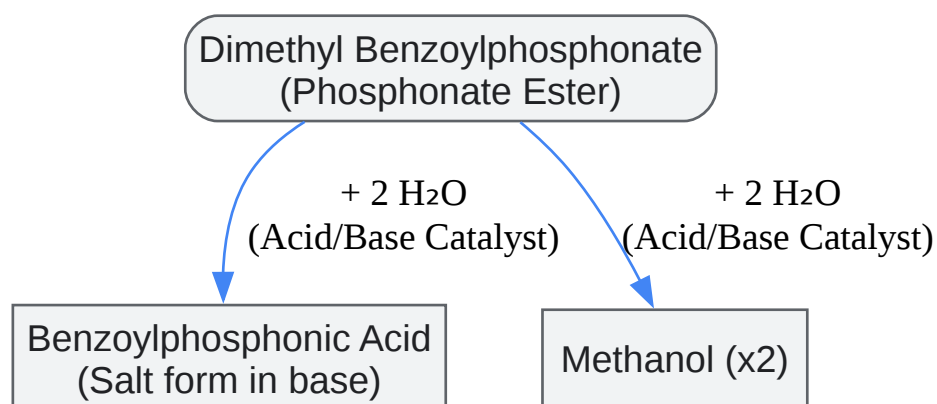 Dimethyl Benzoylphosphonate
(Phosphonate Ester)
+ 2 H₂O
(Acid/Base Catalyst)
+ 2 H₂O
(Acid/Base Catalyst)
Benzoylphosphonic Acid
(Salt form in base)
Methanol (x2)